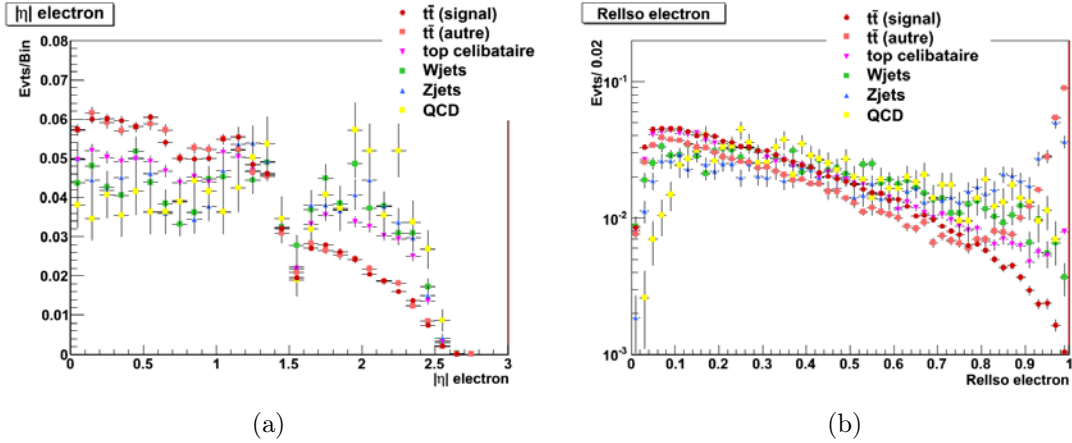 |η| electron
Evts/Bin
0.08
0.07
0.06
0.05
0.04
0.03
0.02
0.01
0
0 0.5 1 1.5 2 2.5 3
|η| electron
tt̄ (signal)
tt̄ (autre)
top celibataire
Wjets
Zjets
QCD
(a)
RelIso electron
Evts/ 0.02
10⁻¹
10⁻²
10⁻³
0 0.1 0.2 0.3 0.4 0.5 0.6 0.7 0.8 0.9 1
RelIso electron
tt̄ (signal)
tt̄ (autre)
top celibataire
Wjets
Zjets
QCD
(b)